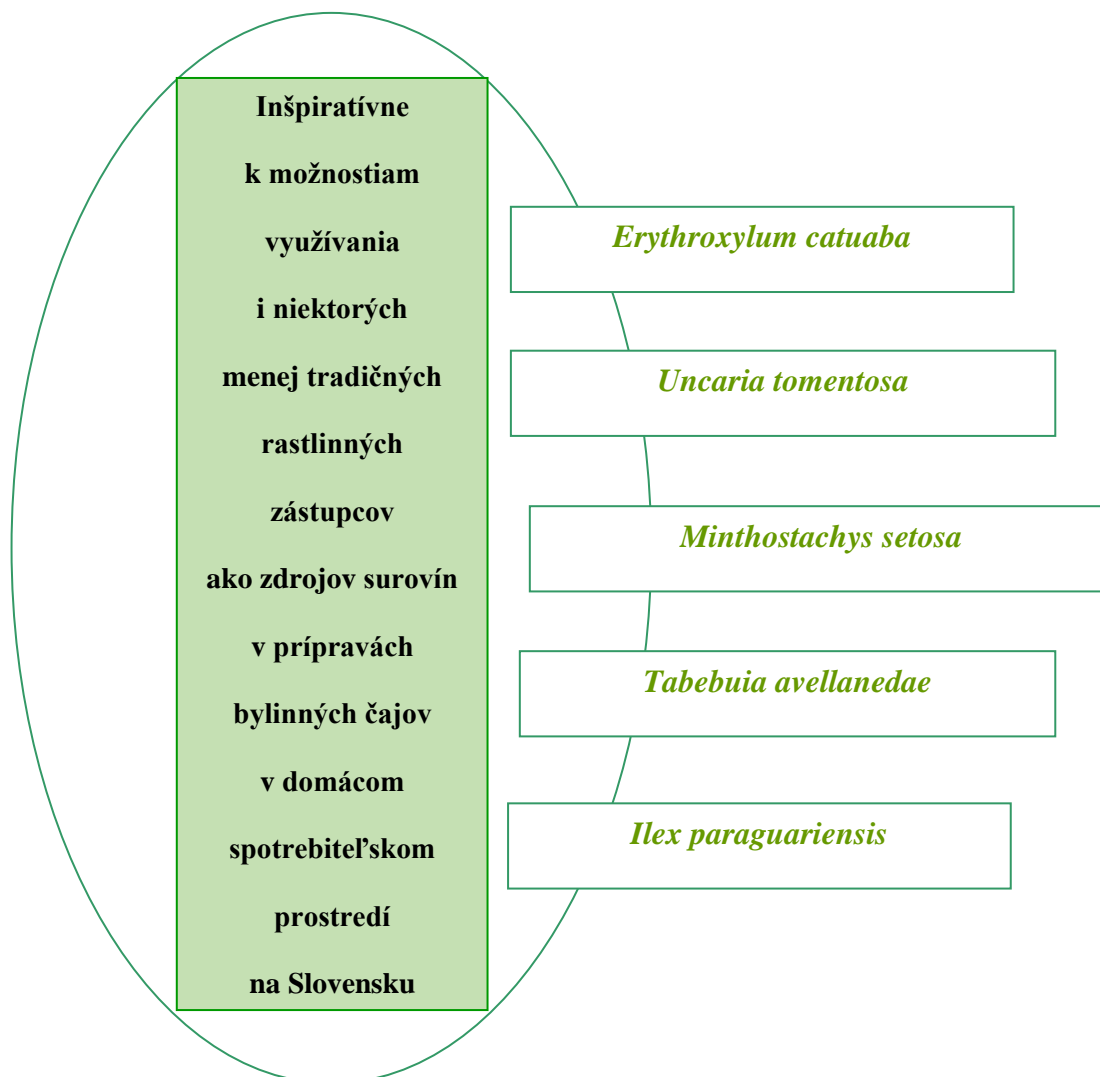 Inšpiratívne
k možnostiam
využívania
i niektorých
menej tradičných
rastlinných
zástupcov
ako zdrojov surovín
v prípravách
bylinných čajov
v domácom
spotrebiteľskom
prostredí
na Slovensku
Erythroxylum catuaba
Uncaria tomentosa
Minthostachys setosa
Tabebuia avellanedae
Ilex paraguariensis